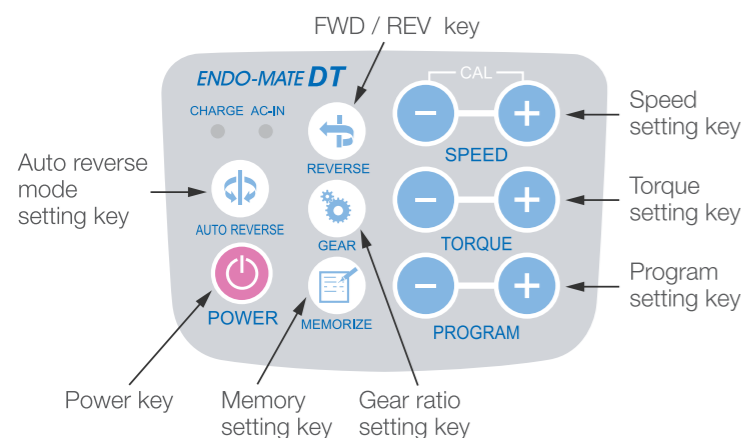 FWD / REV key
ENDO-MATE DT
CAL
CHARGE AC-IN
Speed
setting key
REVERSE
SPEED
Auto reverse
mode
setting key
Torque
setting key
AUTO REVERSE
GEAR
TORQUE
Program
setting key
POWER
MEMORIZE
PROGRAM
Power key
Memory
setting key
Gear ratio
setting key